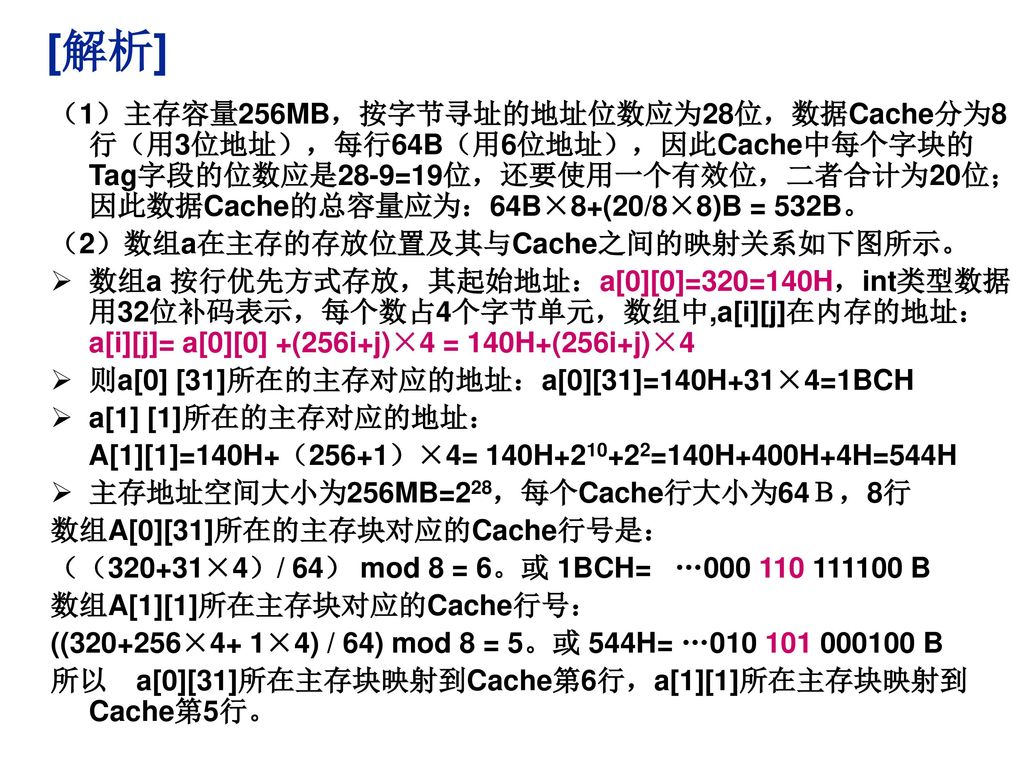 [解析]
（1）主存容量256MB，按字节寻址的地址位数应为28位，数据Cache分为8
行（用3位地址），每行64B（用6位地址），因此Cache中每个字块的
Tag字段的位数应是28-9=19位，还要使用一个有效位，二者合计为20位；
因此数据Cache的总容量应为：64B×8+(20/8×8)B = 532B。
（2）数组a在主存的存放位置及其与Cache之间的映射关系如下图所示。
➢ 数组a 按行优先方式存放，其起始地址：a[0][0]=320=140H，int类型数据
用32位补码表示，每个数占4个字节单元，数组中,a[i][j]在内存的地址：
a[i][j]= a[0][0] +(256i+j)×4 = 140H+(256i+j)×4
➢ 则a[0] [31]所在的主存对应的地址：a[0][31]=140H+31×4=1BCH
➢ a[1] [1]所在的主存对应的地址：
A[1][1]=140H+（256+1）×4= 140H+2¹⁰+2²=140H+400H+4H=544H
➢ 主存地址空间大小为256MB=2²⁸，每个Cache行大小为64Ｂ，8行
数组A[0][31]所在的主存块对应的Cache行号是：
（（320+31×4）/ 64） mod 8 = 6。或 1BCH= …000 110 111100 B
数组A[1][1]所在主存块对应的Cache行号：
((320+256×4+ 1×4) / 64) mod 8 = 5。或 544H= …010 101 000100 B
所以 a[0][31]所在主存块映射到Cache第6行，a[1][1]所在主存块映射到
Cache第5行。